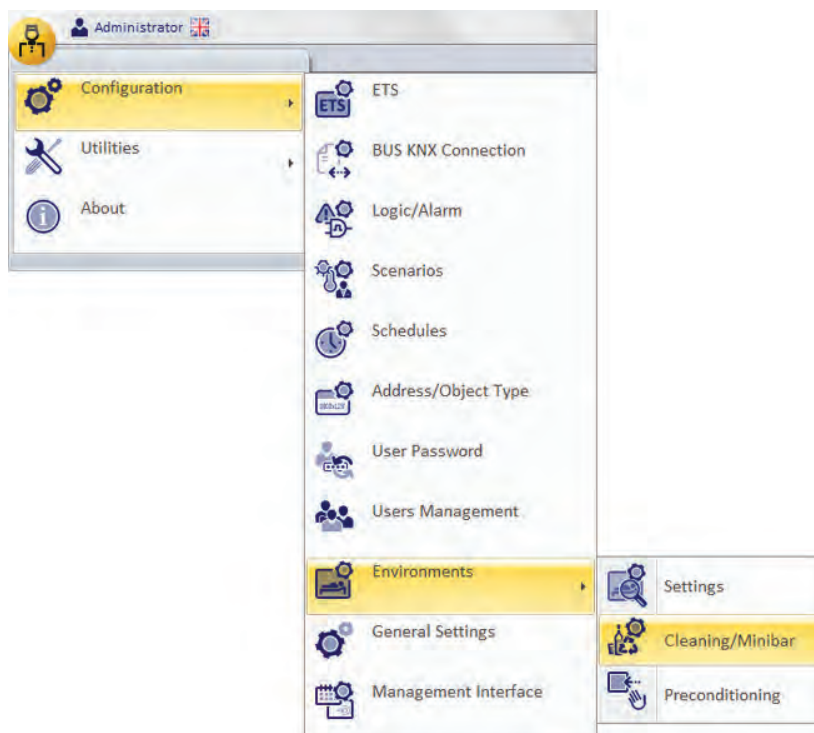 Administrator
Configuration
Utilities
About
ETS
ETS
BUS KNX Connection
Logic/Alarm
Scenarios
Schedules
Address/Object Type
User Password
Users Management
Environments
General Settings
Management Interface
Settings
Cleaning/Minibar
Preconditioning